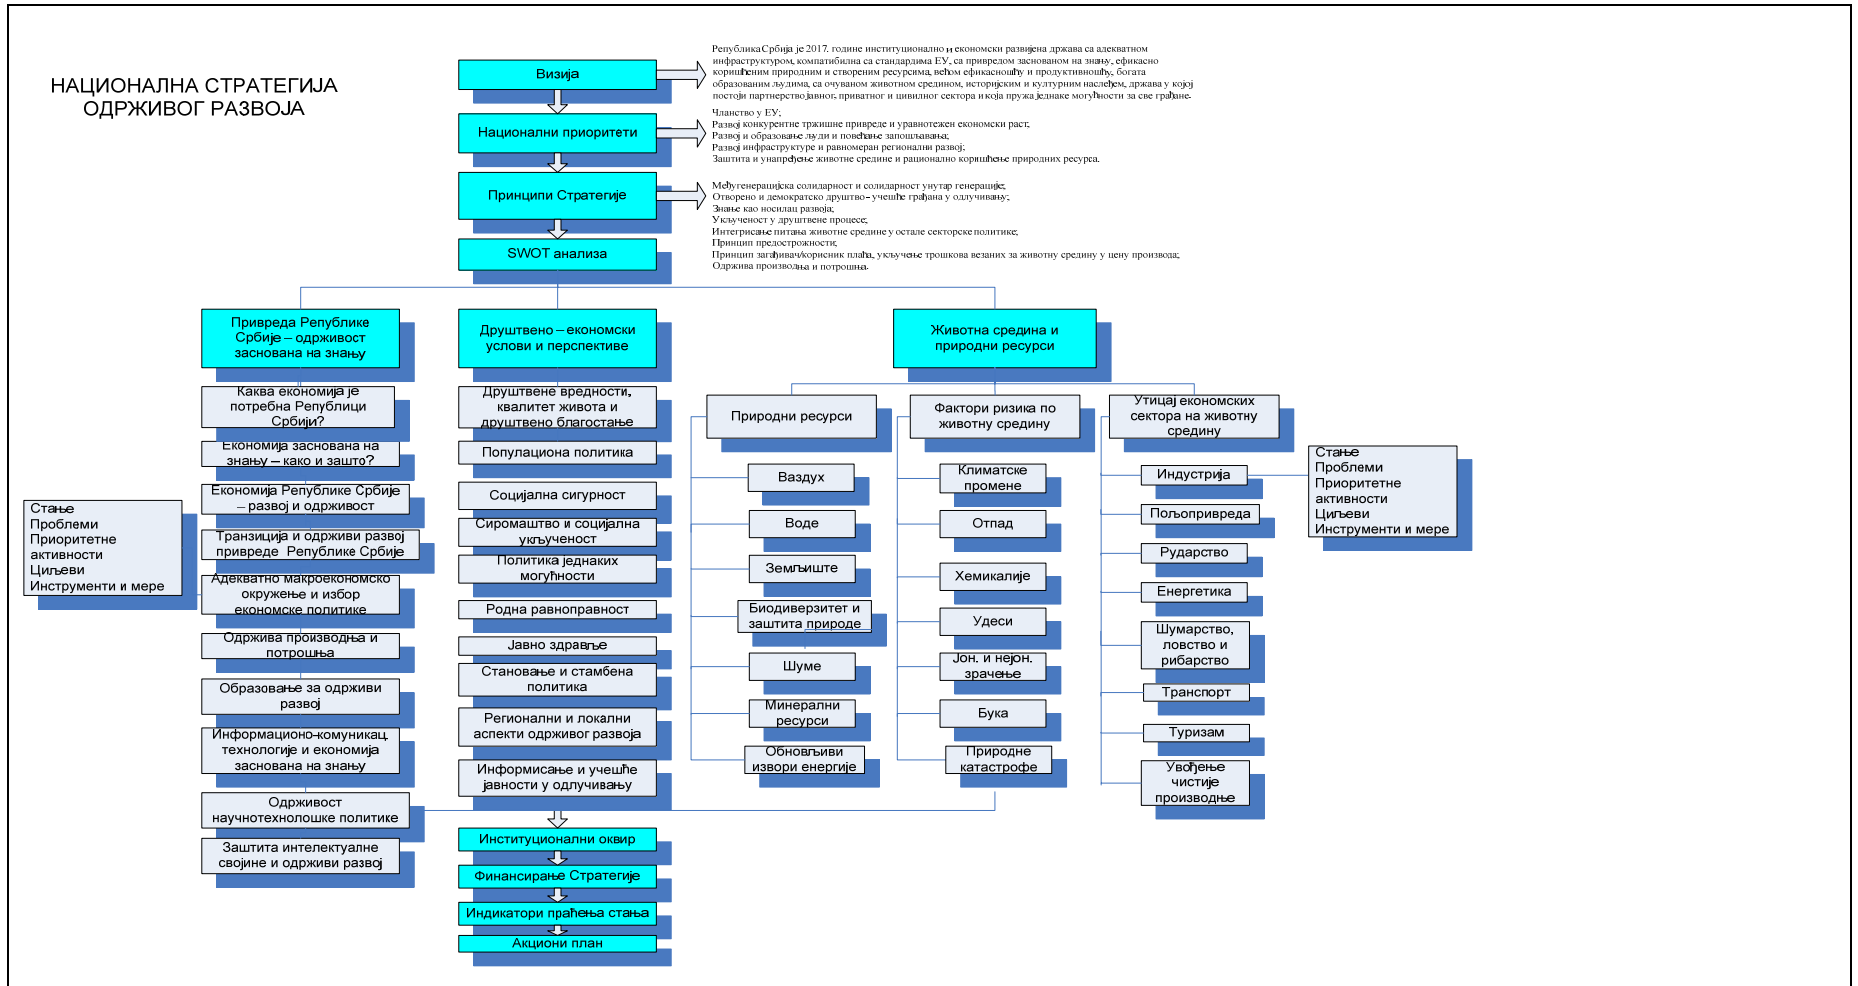 НАЦИОНАЛНА СТРАТЕГИЈА
ОДРЖИВОГ РАЗВОЈА
Визија
Република Србија је 2017. године институционално и економски развијена држава са адекватном
инфраструктуром, компатибилна са стандардима ЕУ, са привредом заснованом на знању, ефикасно
коришћеним природним и створеним ресурсима, већом ефикасношћу и продуктивношћу, богата
образованим људима, са очуваном животном средином, историјским и културним наслеђем, држава у којој
постоји партнерство јавног, приватног и цивилног сектора и која пружа једнаке могућности за све грађане.
Национални приоритети
Чланство у ЕУ;
Развој конкурентне тржишне привреде и уравнотежен економски раст;
Развој и образовање људи и повећање запошљавања;
Развој инфраструктуре и равномеран регионални развој;
Заштита и унапређење животне средине и рационално коришћење природних ресурса.
Принципи Стратегије
Међугенерацијска солидарност и солидарност унутар генерације;
Отворено и демократско друштво - учешће грађана у одлучивању;
Знање као носилац развоја;
Укљученост у друштвене процесе;
Интегрисање питања животне средине у остале секторске политике;
Принцип предострожности;
Принцип загађивач/корисник плаћа, укључење трошкова везаних за животну средину у цену производа;
Одржива производња и потрошња.
SWOT анализа
Привреда Републике
Србије – одрживост
заснована на знању
Каква економија је
потребна Републици
Србији?
Економија заснована на
знању – како и зашто?
Економија Републике Србије
– развој и одрживост
Транзиција и одрживи развој
привреде Републике Србије
Адекватно макроекономско
окружење и избор
економске политике
Одржива производња и
потрошња
Образовање за одрживи
развој
Информационо-комуникац.
технологије и економија
заснована на знању
Одрживост
научнотехнолошке политике
Заштита интелектуалне
својине и одрживи развој
Стање
Проблеми
Приоритетне
активности
Циљеви
Инструменти и мере
Друштвено – економски
услови и перспективе
Друштвене вредности,
квалитет живота и
друштвено благостање
Популациона политика
Социјална сигурност
Сиромаштво и социјална
укљученост
Политика једнаких
могућности
Родна равноправност
Јавно здравље
Становање и стамбена
политика
Регионални и локални
аспекти одрживог развоја
Информисање и учешће
јавности у одлучивању
Животна средина и
природни ресурси
Природни ресурси
Ваздух
Воде
Земљиште
Биодиверзитет и
заштита природе
Шуме
Минерални
ресурси
Обновљиви
извори енергије
Фактори ризика по
животну средину
Климатске
промене
Отпад
Хемикалије
Удеси
Јон. и нејон.
зрачење
Бука
Природне
катастрофе
Утицај економских
сектора на животну
средину
Индустрија
Пољопривреда
Рударство
Енергетика
Шумарство,
ловство и
рибарство
Транспорт
Туризам
Увођење
чистије
производње
Стање
Проблеми
Приоритетне
активности
Циљеви
Инструменти и мере
Институционални оквир
Финансирање Стратегије
Индикатори праћења стања
Акциони план